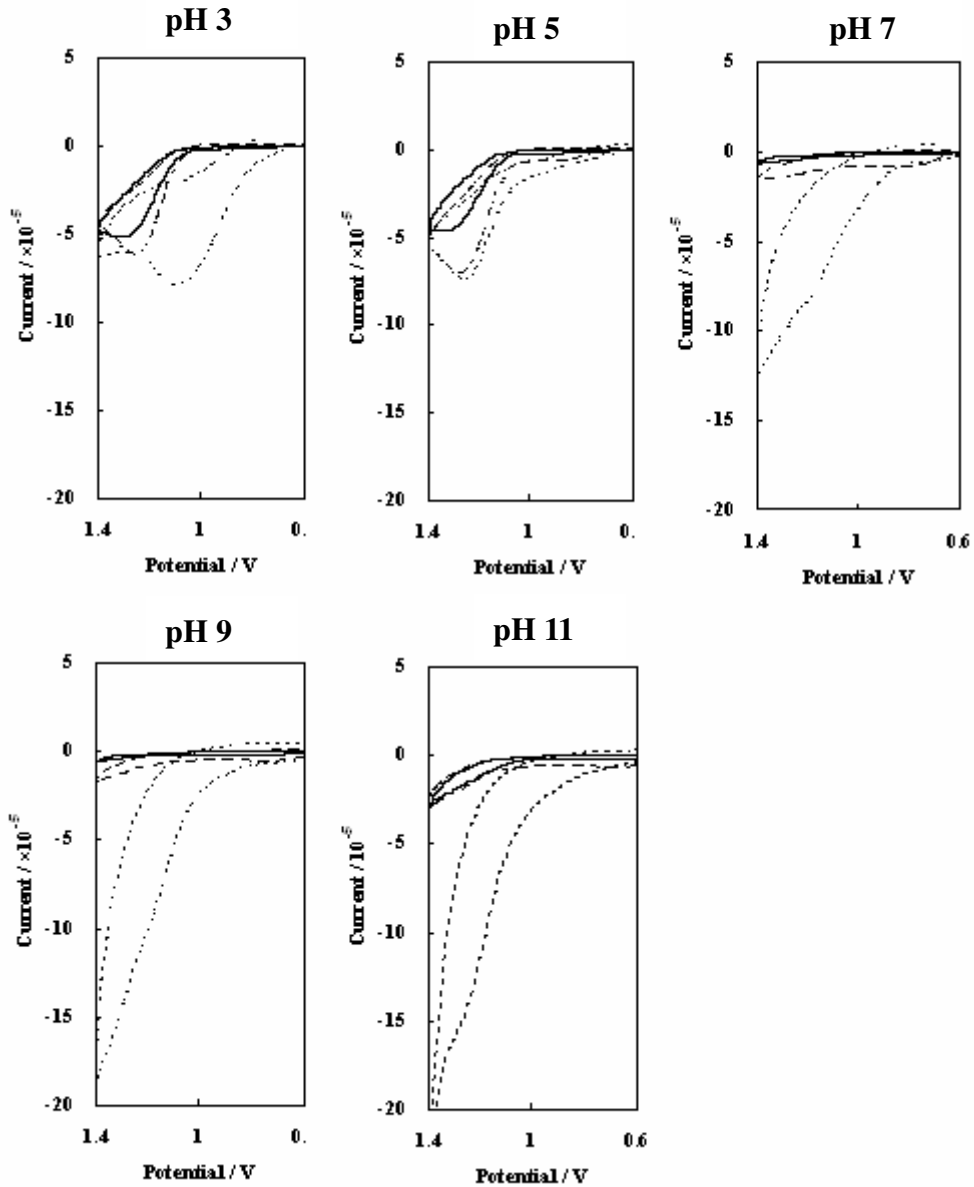 pH 3
5
0
-5
-10
-15
-20
1.4 1 0.
Current / ×10⁻⁵
Potential / V
pH 5
5
0
-5
-10
-15
-20
1.4 1 0.
Current / ×10⁻⁵
Potential / V
pH 7
5
0
-5
-10
-15
-20
1.4 1 0.6
Current / ×10⁻⁵
Potential / V
pH 9
5
0
-5
-10
-15
-20
1.4 1 0.
Current / ×10⁻⁵
Potential / V
pH 11
5
0
-5
-10
-15
-20
1.4 1 0.6
Current / 10⁻⁵
Potential / V